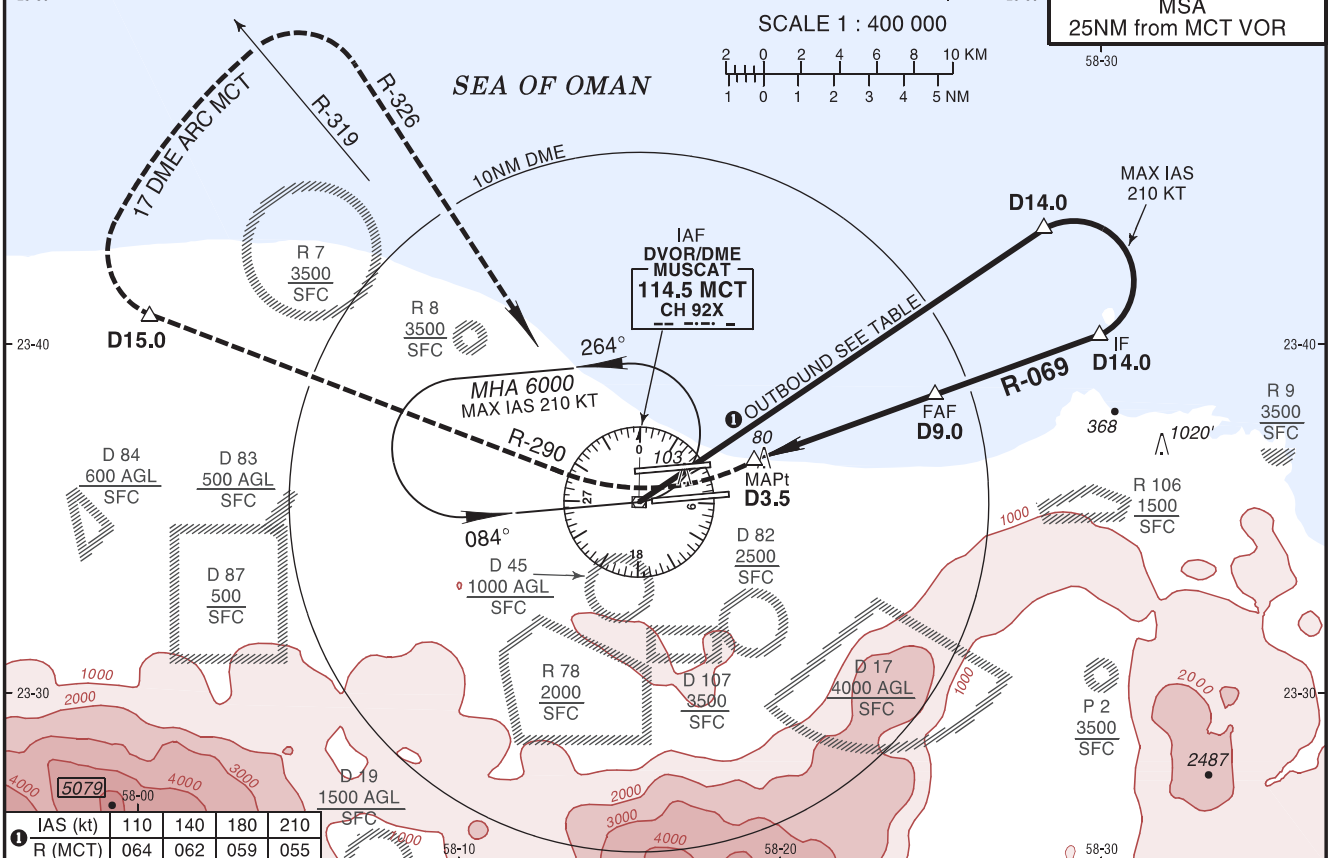 SCALE 1 : 400 000
2 0 2 4 6 8 10 KM
1 0 1 2 3 4 5 NM
MSA
25NM from MCT VOR
58-30
SEA OF OMAN
17 DME ARC MCT
R-319
R-326
10NM DME
MAX IAS
210 KT
D14.0
IAF
DVOR/DME
MUSCAT
114.5 MCT
CH 92X
R 7
3500
SFC
R 8
3500
SFC
D15.0
23-40
23-40
264°
MHA 6000
MAX IAS 210 KT
1 OUTBOUND SEE TABLE
IF
D14.0
R-069
FAF
D9.0
R-290
80
103
MAPt
D3.5
368
1020'
R 9
3500
SFC
0
9
18
27
084°
D 84
600 AGL
SFC
D 83
500 AGL
SFC
R 106
1500
SFC
1000
D 87
500
SFC
D 45
1000 AGL
SFC
D 82
2500
SFC
R 78
2000
SFC
D 107
3500
SFC
D 17
4000 AGL
SFC
1000
P 2
3500
SFC
2000
2487
23-30
23-30
1000
2000
3000
4000
4000
5079
58-00
D 19
1500 AGL
SFC
1000
2000
3000
4000
58-10
58-20
58-30
1 IAS (kt) 110 140 180 210
R (MCT) 064 062 059 055